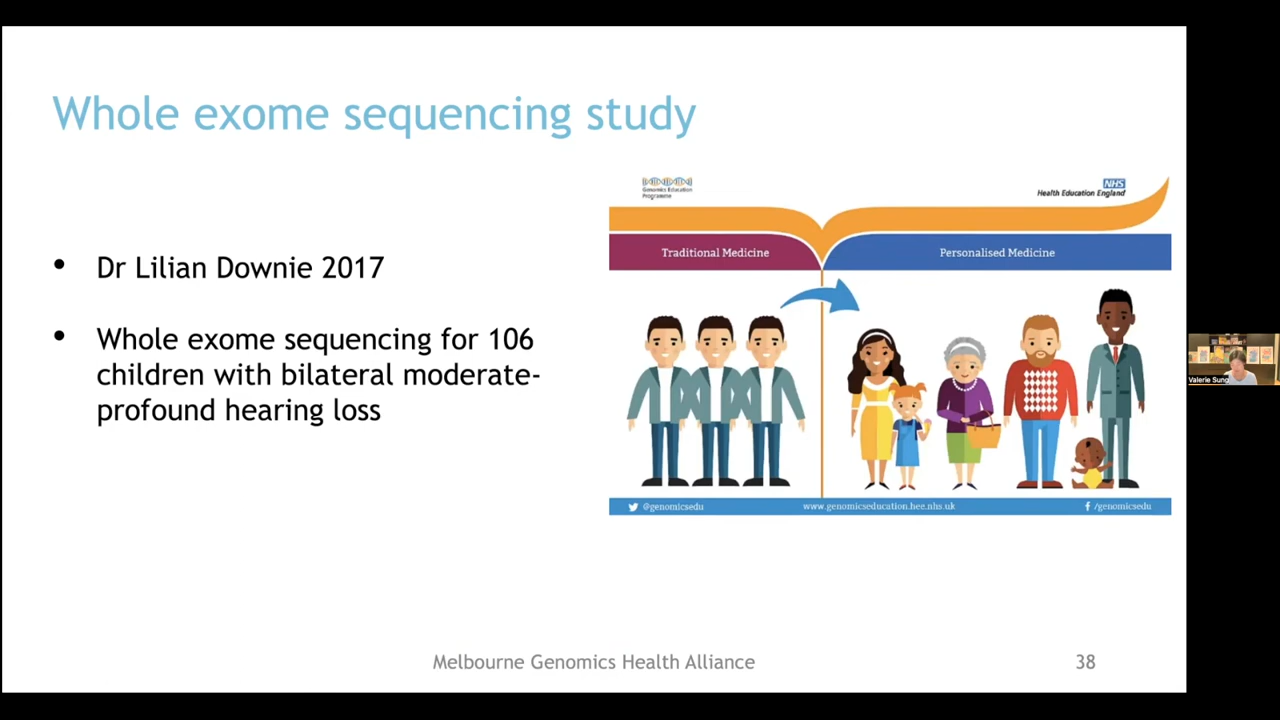 Whole exome sequencing study
Genomics Education
Programme
NHS
Health Education England
Traditional Medicine
Personalised Medicine
• Dr Lilian Downie 2017
• Whole exome sequencing for 106
children with bilateral moderate-
profound hearing loss
Valerie Sung
@genomicsedu
www.genomicseducation.hee.nhs.uk
/genomicsedu
Melbourne Genomics Health Alliance
38